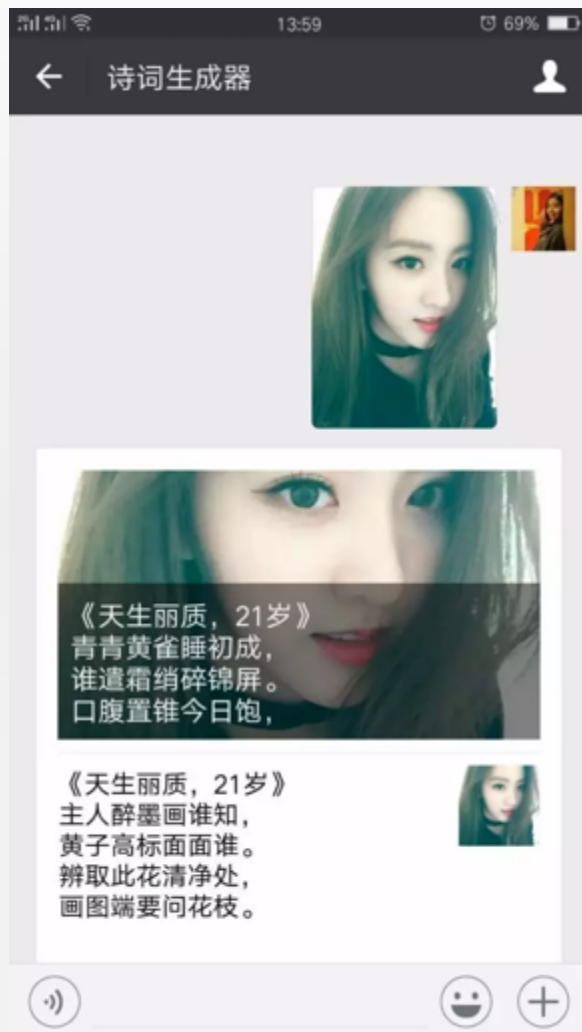 13:59
69%
诗词生成器
《天生丽质，21岁》
青青黄雀睡初成，
谁遣霜绡碎锦屏。
口腹置锥今日饱，
《天生丽质，21岁》
主人醉墨画谁知，
黄子高标面面谁。
辨取此花清净处，
画图端要问花枝。